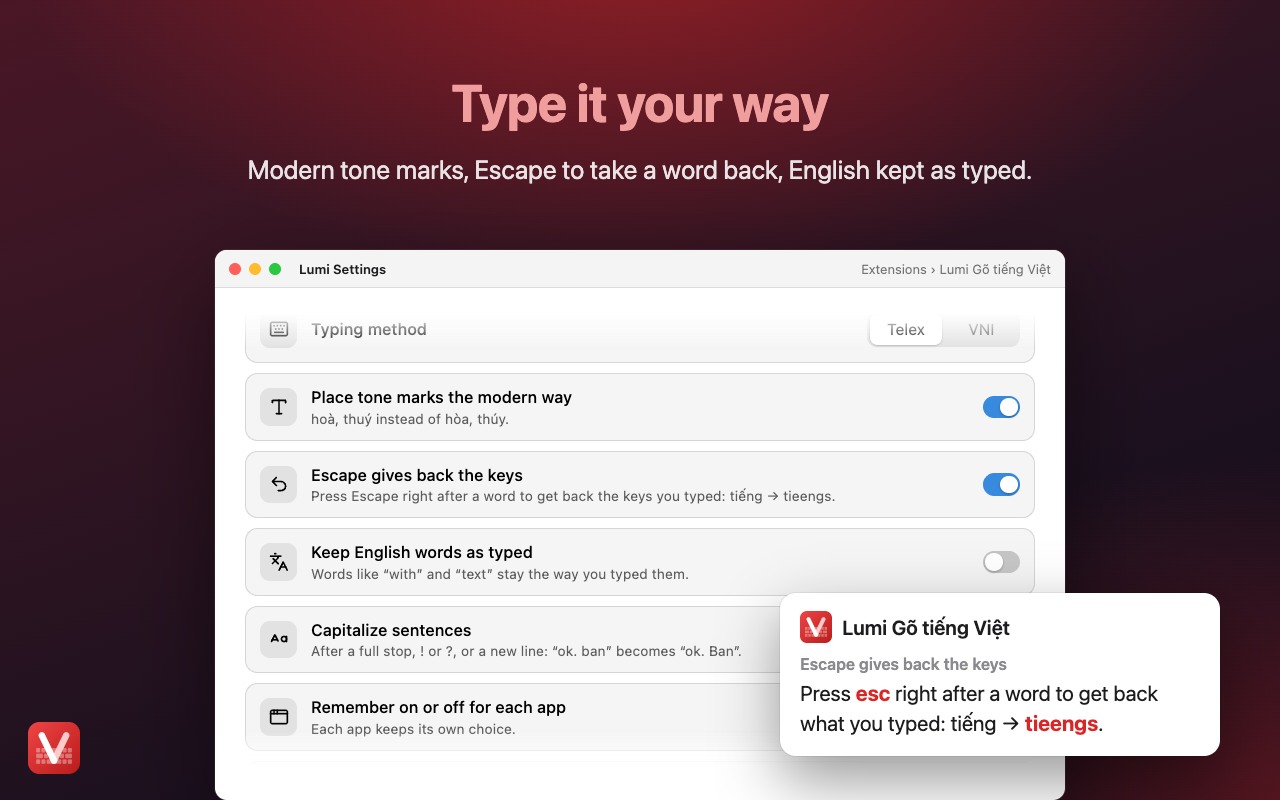 Type it your way
Modern tone marks, Escape to take a word back, English kept as typed.
Lumi Settings
Extensions › Lumi Gõ tiếng Việt
Typing method
Telex
VNI
Place tone marks the modern way
hoà, thuý instead of hòa, thúy.
Escape gives back the keys
Press Escape right after a word to get back the keys you typed: tiếng → tieengs.
Keep English words as typed
Words like “with” and “text” stay the way you typed them.
Aa
Capitalize sentences
After a full stop, ! or ?, or a new line: “ok. ban” becomes “ok. Ban”.
Remember on or off for each app
Each app keeps its own choice.
Lumi Gõ tiếng Việt
Escape gives back the keys
Press esc right after a word to get back
what you typed: tiếng → tieengs.